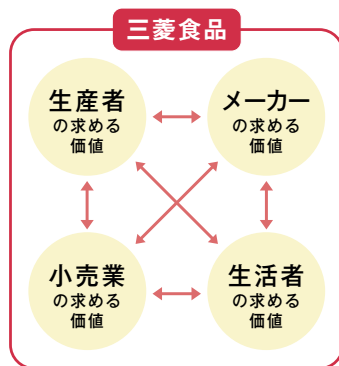 三菱食品
生産者
の求める
価値
メーカー
の求める
価値
小売業
の求める
価値
生活者
の求める
価値